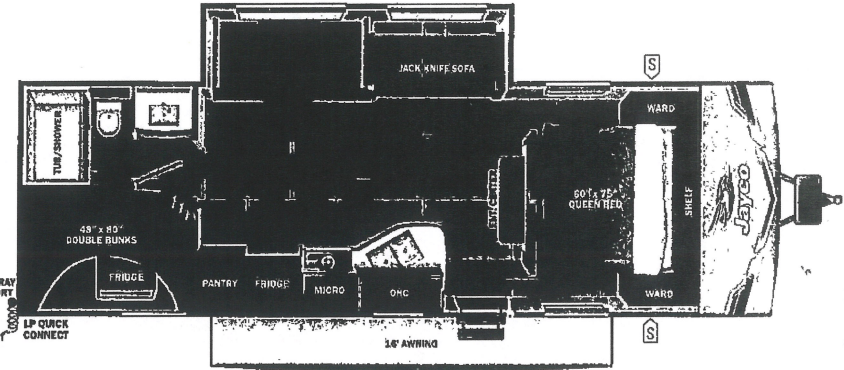 JACK KNIFE SOFA
S
WARD
TUB/SHOWER
60" x 75"
QUEEN BED
SHELF
Jayco
48" x 80"
DOUBLE BUNKS
FRIDGE
PANTRY
FRIDGE
MICRO
OHC
WARD
LP QUICK
CONNECT
16' AWNING
S